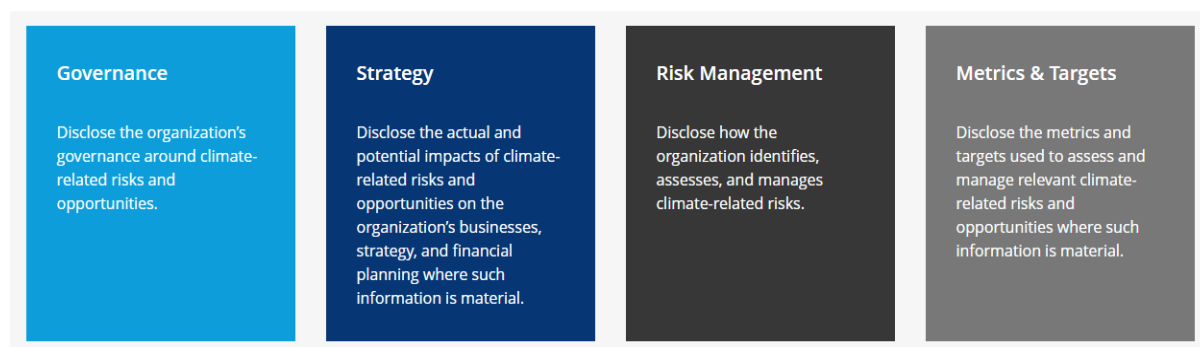 Governance
Disclose the organization's
governance around climate-
related risks and
opportunities.
Strategy
Disclose the actual and
potential impacts of climate-
related risks and
opportunities on the
organization's businesses,
strategy, and financial
planning where such
information is material.
Risk Management
Disclose how the
organization identifies,
assesses, and manages
climate-related risks.
Metrics & Targets
Disclose the metrics and
targets used to assess and
manage relevant climate-
related risks and
opportunities where such
information is material.